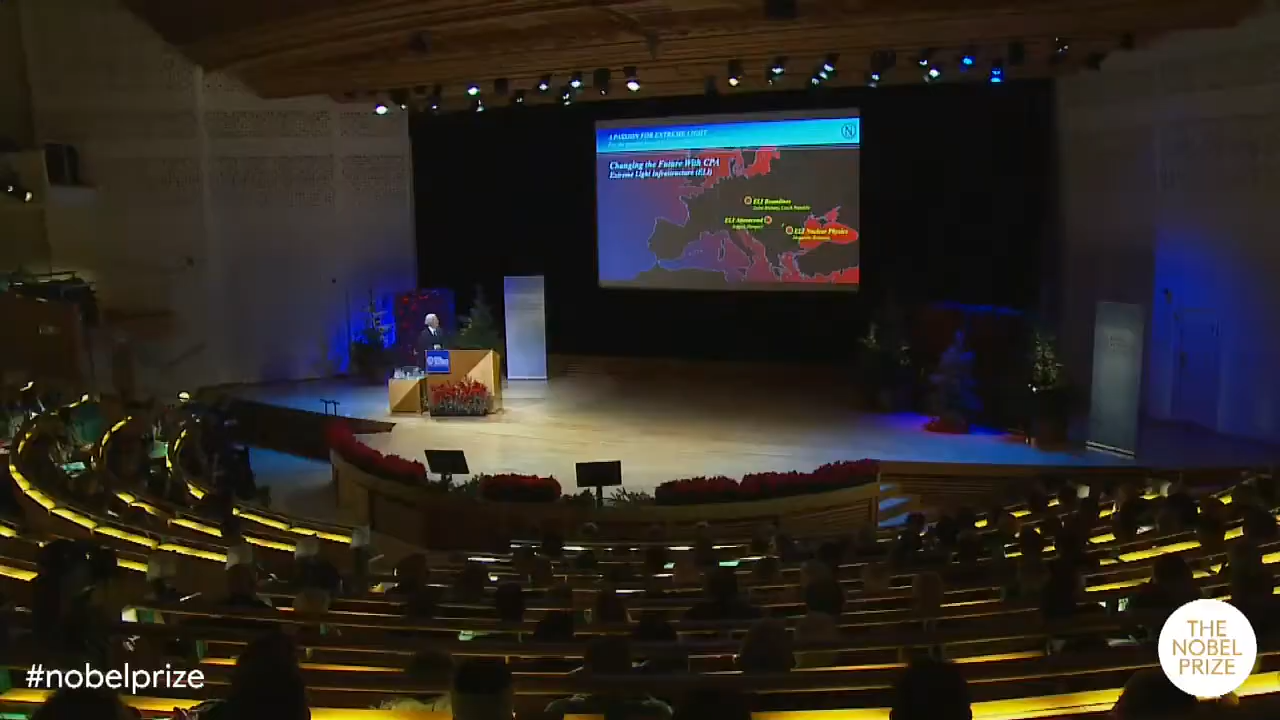 A PASSION FOR EXTREME LIGHT
Changing the Future With CPA
Extreme Light Infrastructure (ELI)
ELI Beamlines
ELI Attosecond
ELI Nuclear Physics
#nobelprize
THE
NOBEL
PRIZE